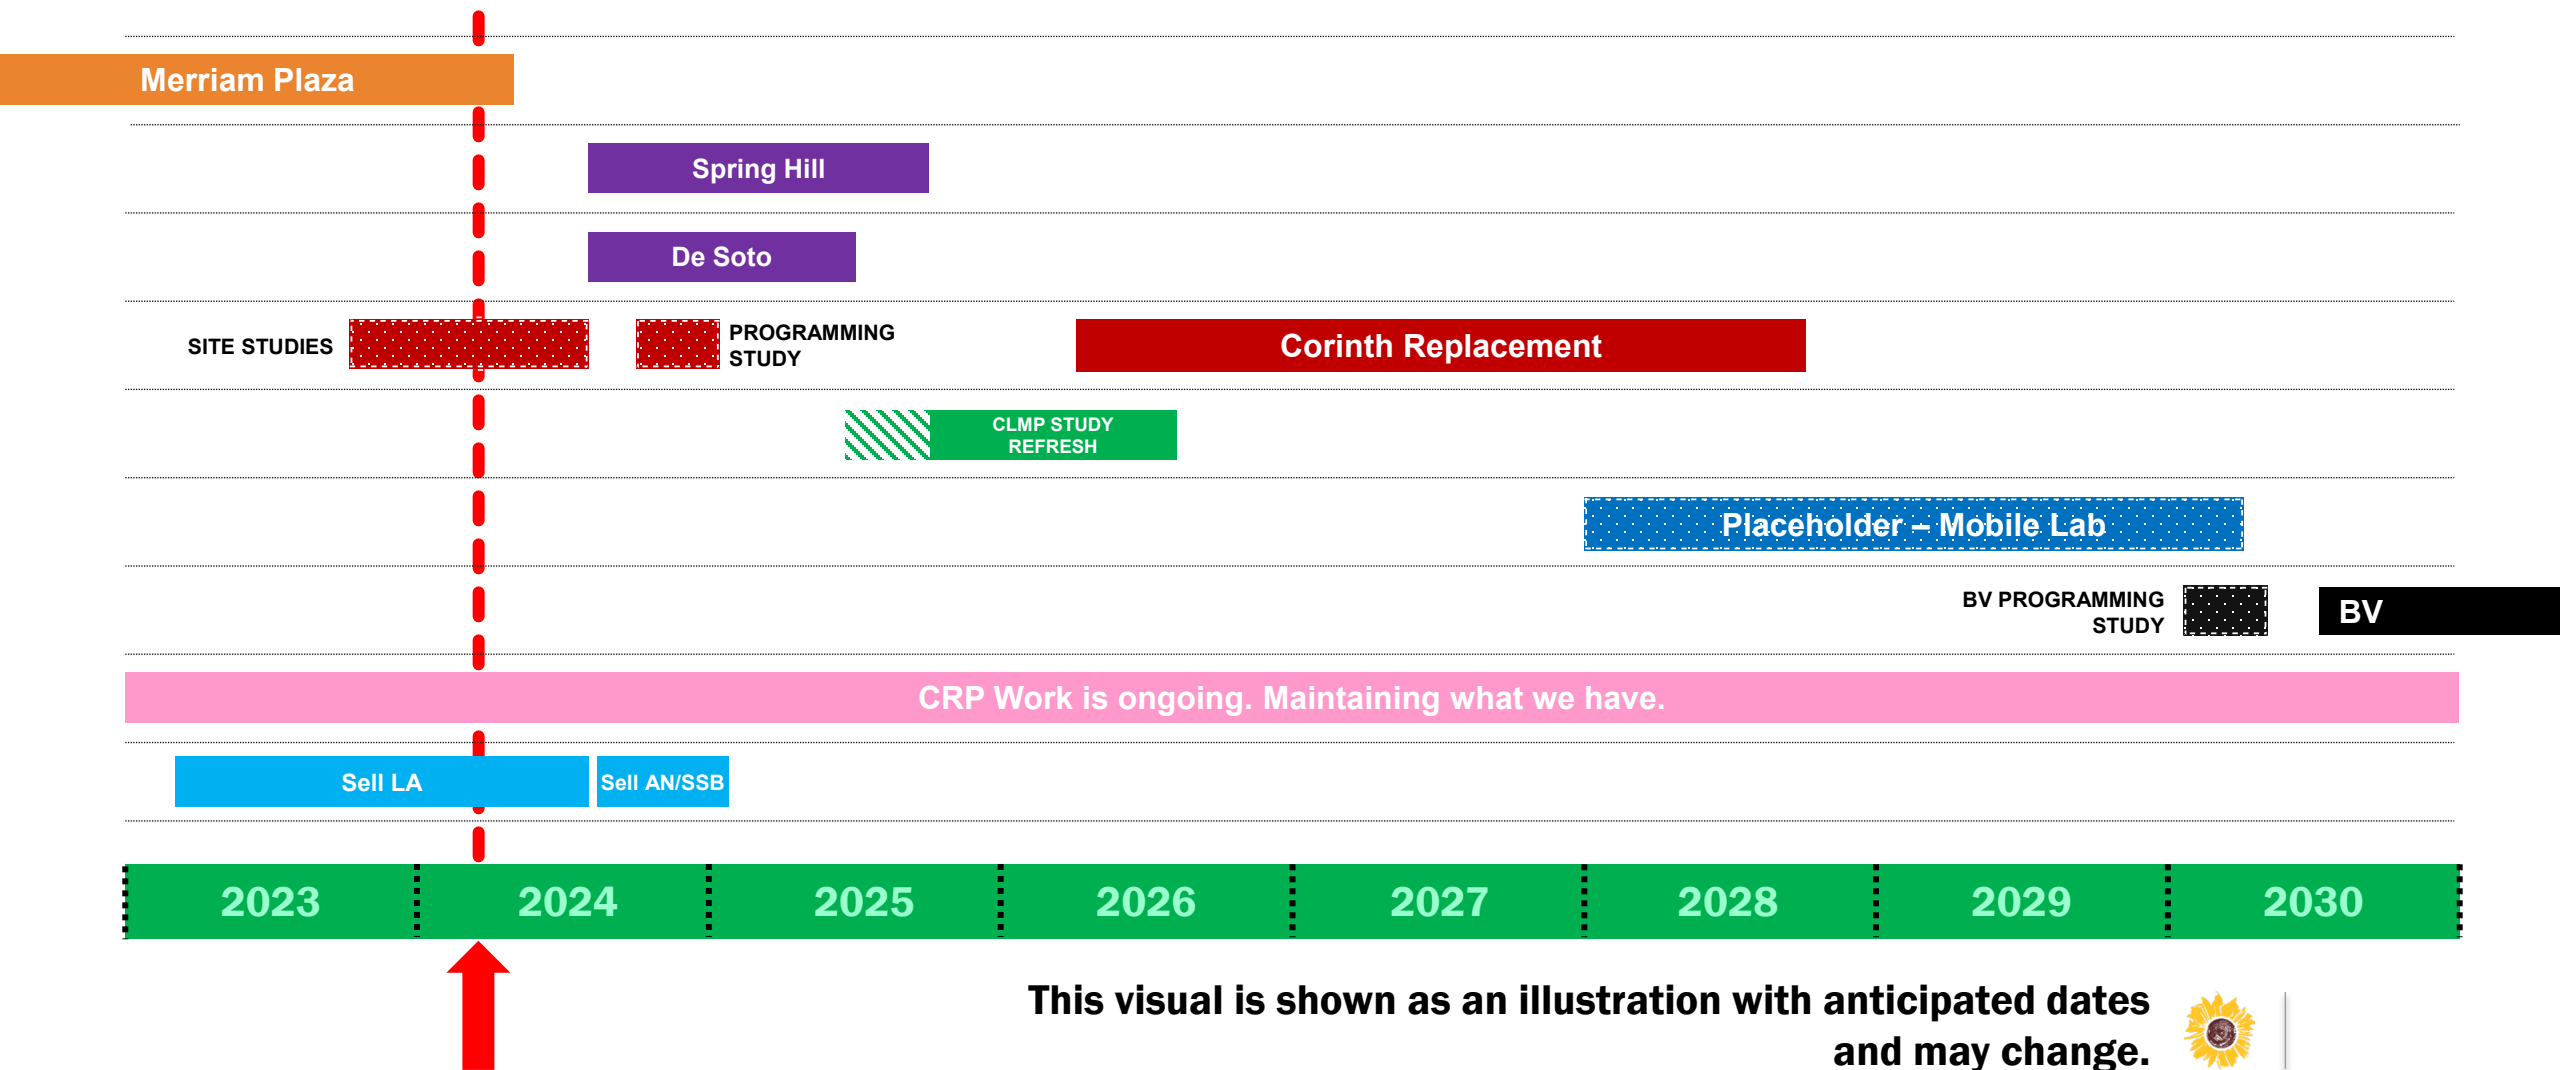 Merriam Plaza
Spring Hill
De Soto
SITE STUDIES
PROGRAMMING
STUDY
Corinth Replacement
CLMP STUDY
REFRESH
Placeholder – Mobile Lab
BV PROGRAMMING
STUDY
BV
CRP Work is ongoing. Maintaining what we have.
Sell LA
Sell AN/SSB
2023
2024
2025
2026
2027
2028
2029
2030
This visual is shown as an illustration with anticipated dates
and may change.